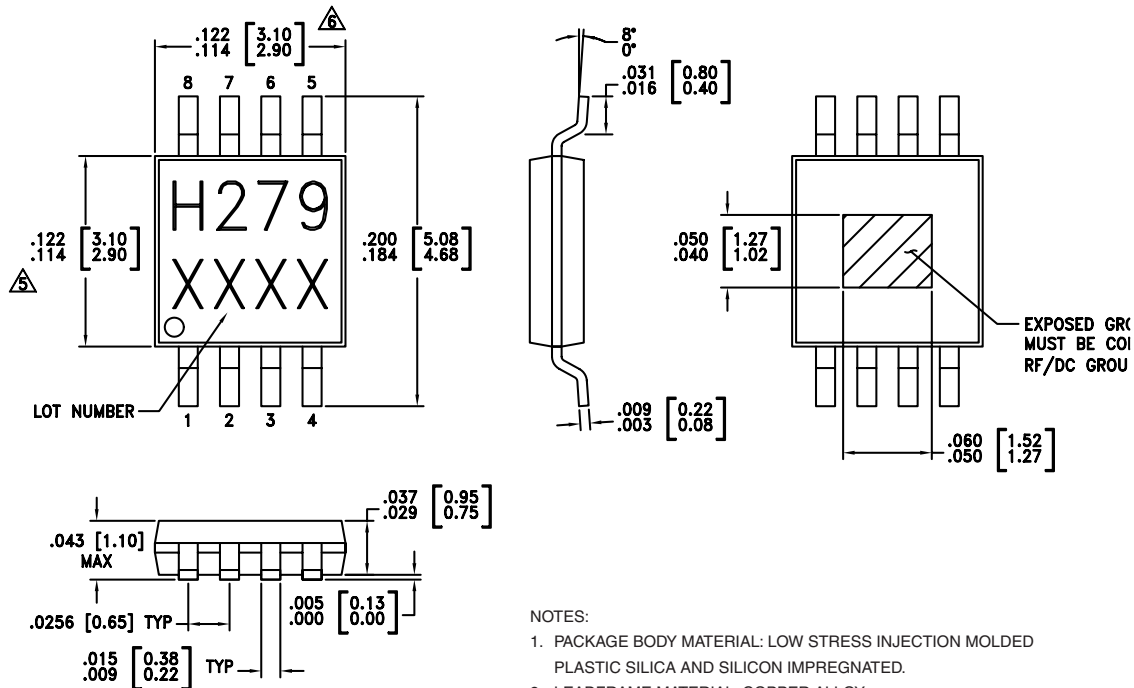 .122 [3.10]
.114 [2.90]
6
8 7 6 5
H279
XXXX
.122 [3.10]
.114 [2.90]
5
.200 [5.08]
.184 [4.68]
LOT NUMBER
1 2 3 4
8°
0°
.031 [0.80]
.016 [0.40]
.009 [0.22]
.003 [0.08]
.050 [1.27]
.040 [1.02]
EXPOSED
MUST BE
RF/DC
.060 [1.52]
.050 [1.27]
.043 [1.10]
MAX
.037 [0.95]
.029 [0.75]
.0256 [0.65] TYP
.005 [0.13]
.000 [0.00]
.015 [0.38]
.009 [0.22]
TYP
NOTES:
1. PACKAGE BODY MATERIAL: LOW STRESS INJECTION MOLDED
PLASTIC SILICA AND SILICON IMPREGNATED.